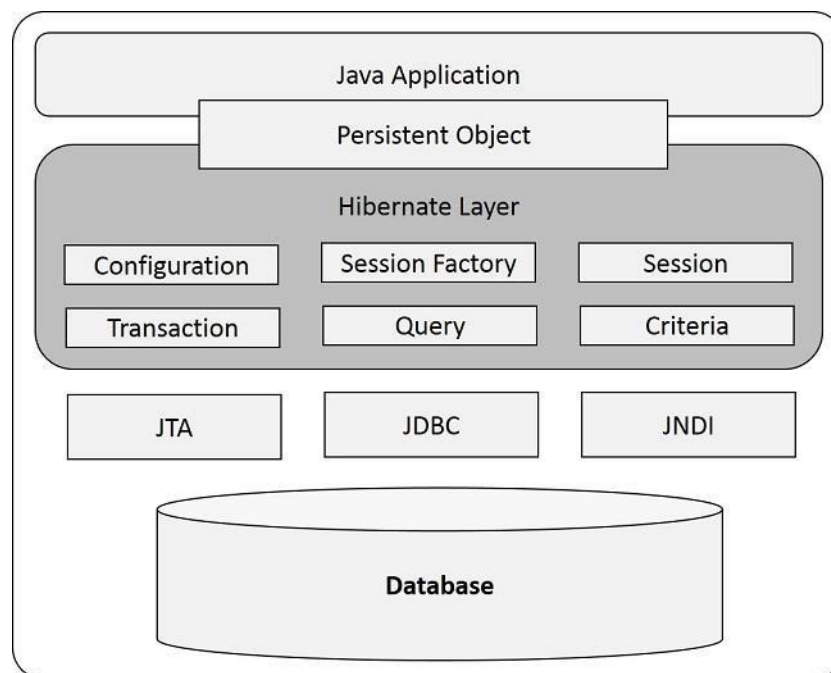 Java Application
Persistent Object
Hibernate Layer
Configuration Session Factory Session
Transaction Query Criteria
JTA JDBC JNDI
Database